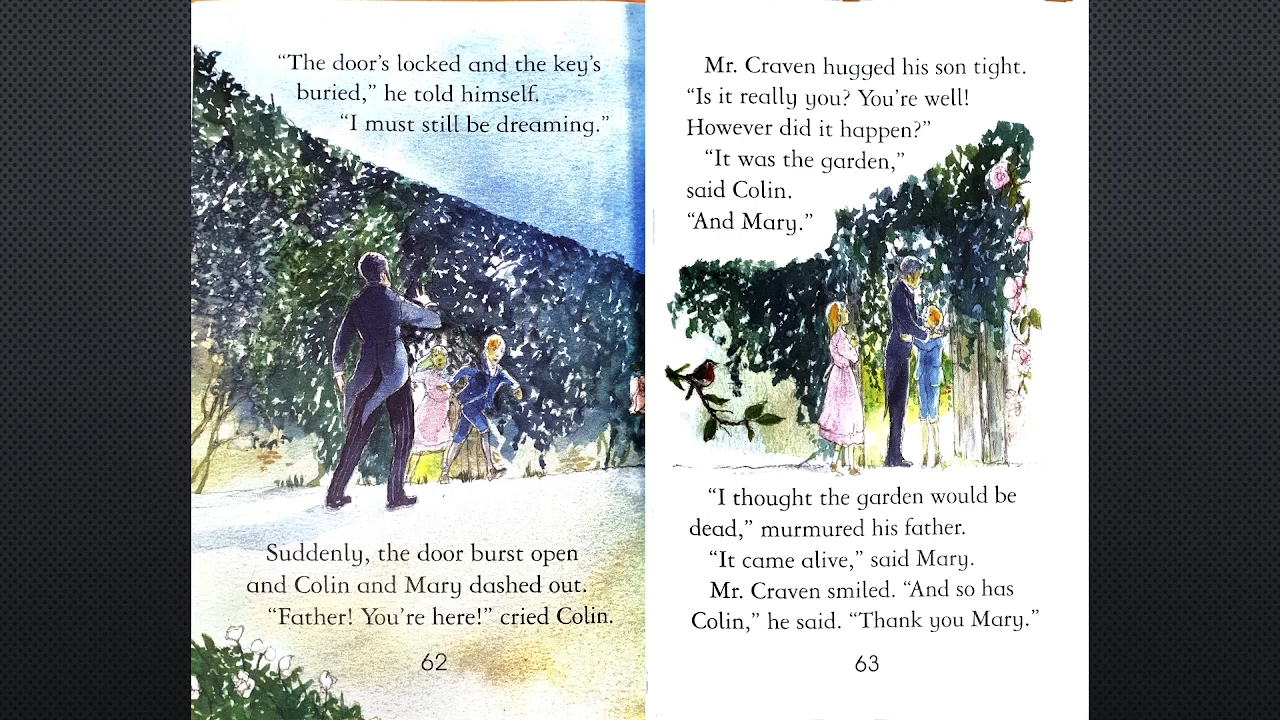 “The door’s locked and the key’s
buried,” he told himself.
“I must still be dreaming.”
Suddenly, the door burst open
and Colin and Mary dashed out.
“Father! You’re here!” cried Colin.
62
Mr. Craven hugged his son tight.
“Is it really you? You’re well!
However did it happen?”
“It was the garden,”
said Colin.
“And Mary.”
“I thought the garden would be
dead,” murmured his father.
“It came alive,” said Mary.
Mr. Craven smiled. “And so has
Colin,” he said. “Thank you Mary.”
63